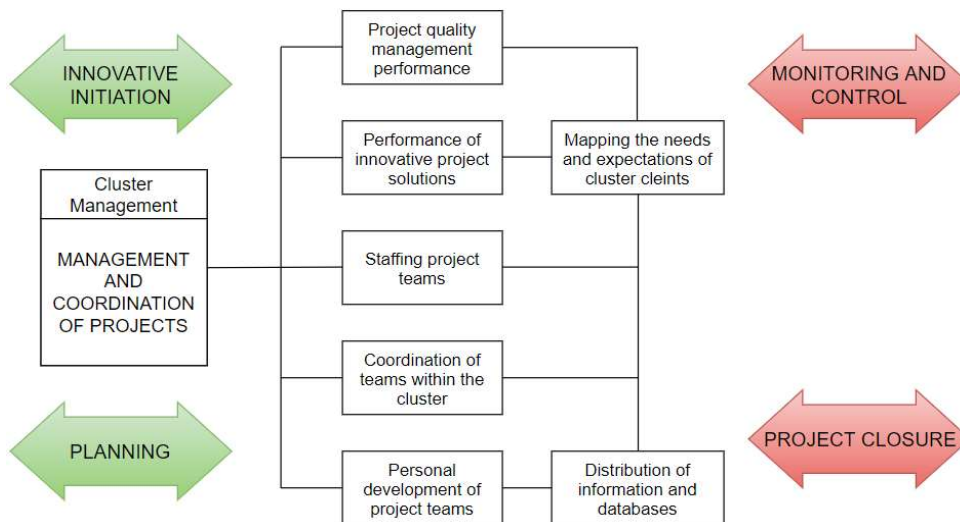 INNOVATIVE
INITIATION
Project quality
management
performance
MONITORING AND
CONTROL
Performance of
innovative project
solutions
Mapping the needs
and expectations of
cluster cleints
Cluster
Management
MANAGEMENT
AND
COORDINATION
OF PROJECTS
Staffing project
teams
Coordination of
teams within the
cluster
PLANNING
PROJECT CLOSURE
Personal
development of
project teams
Distribution of
information and
databases